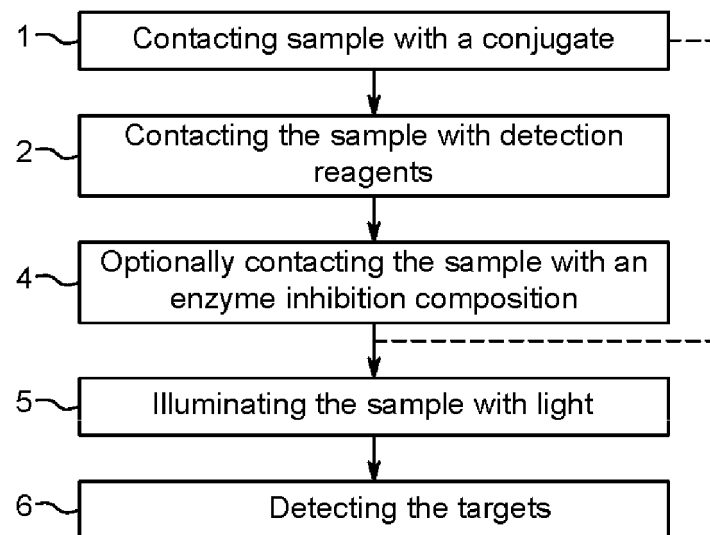 1 Contacting sample with a conjugate
2 Contacting the sample with detection
reagents
4 Optionally contacting the sample with an
enzyme inhibition composition
5 Illuminating the sample with light
6 Detecting the targets